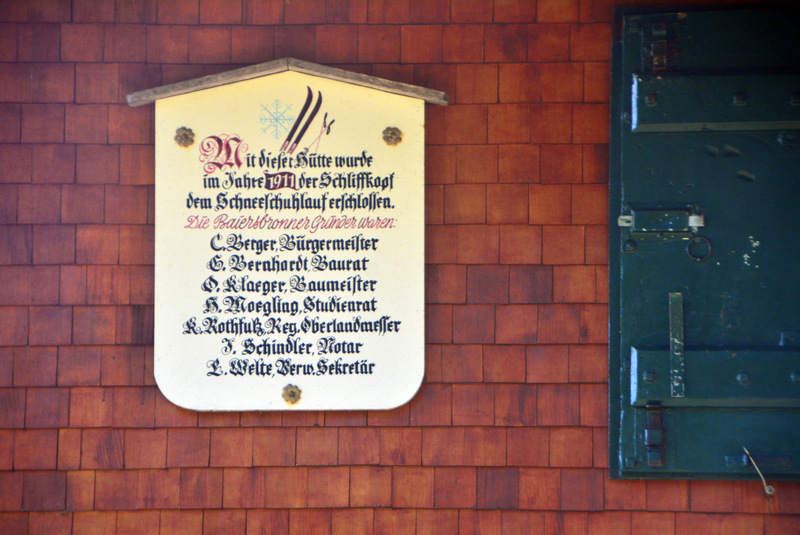 Mit dieser Hütte wurde
im Jahre 1911 der Schliffkopf
dem Schneeschuhlauf erschlossen.
Die Baiersbronner Gründer waren:
C. Berger, Bürgermeister
E. Bernhardt, Baurat
O. Klaeger, Baumeister
H. Moegling, Studienrat
K. Rothfuß, Reg. Oberlandmesser
J. Schindler, Notar
L. Welte, Verw. Sekretär